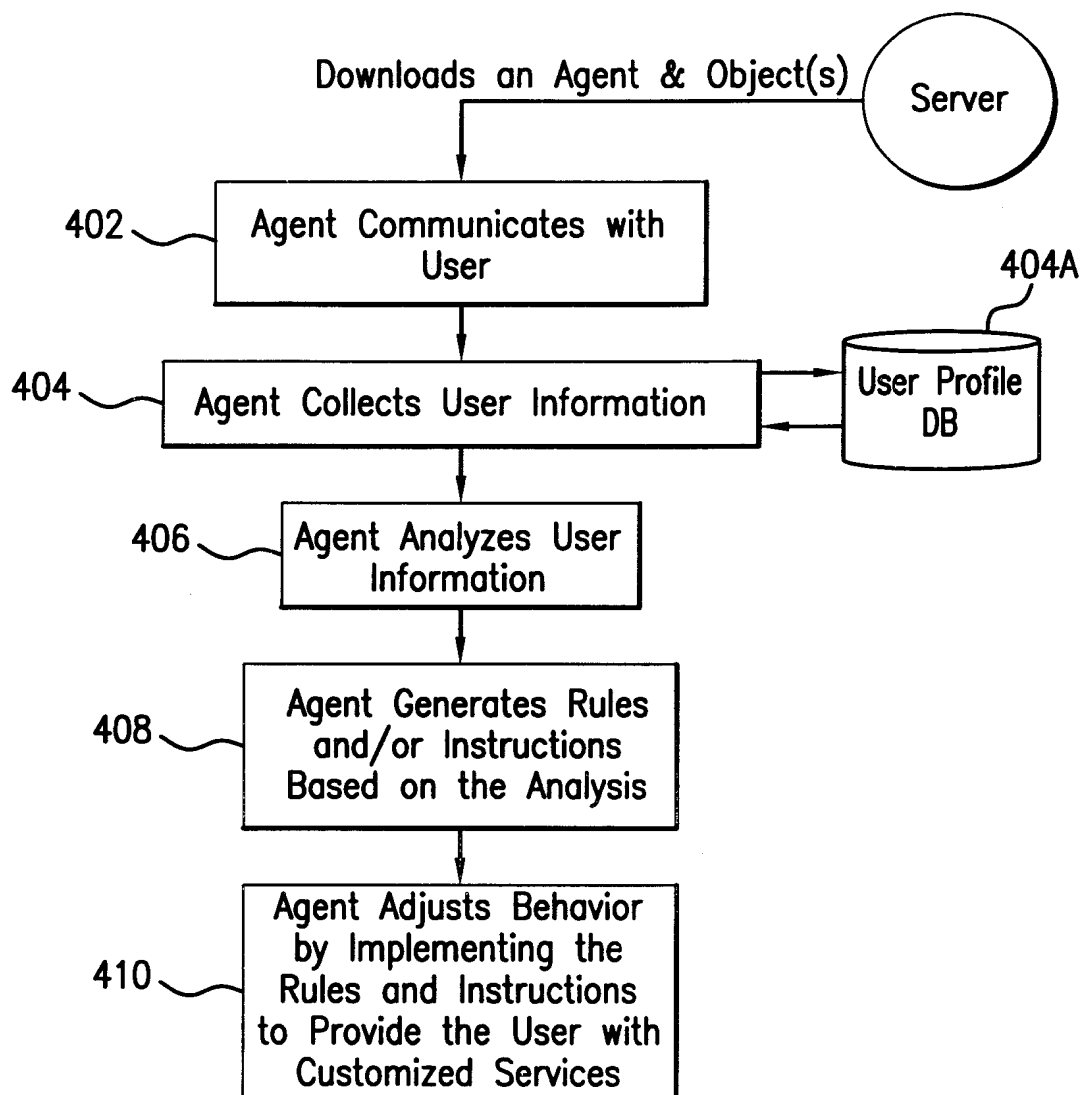 Downloads an Agent & Object(s)
Server
402
Agent Communicates with
User
404A
404
Agent Collects User Information
User Profile
DB
406
Agent Analyzes User
Information
408
Agent Generates Rules
and/or Instructions
Based on the Analysis
410
Agent Adjusts Behavior
by Implementing the
Rules and Instructions
to Provide the User with
Customized Services